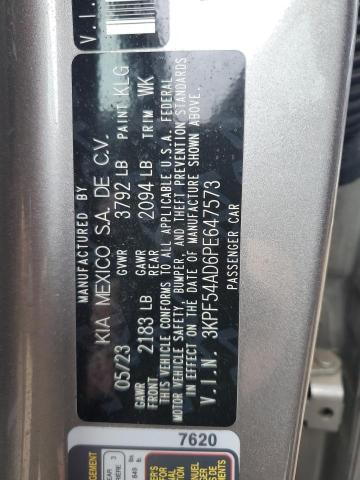 V.I.
MANUFACTURED BY
KIA MEXICO S.A. DE C.V.
05/23 GVWR 3792 LB PAINT KLG
GAWR FRONT 2183 LB GAWR REAR 2094 LB TRIM WK
THIS VEHICLE CONFORMS TO ALL APPLICABLE U.S.A. FEDERAL
MOTOR VEHICLE SAFETY, BUMPER, AND THEFT PREVENTION STANDARDS
IN EFFECT ON THE DATE OF MANUFACTURE SHOWN ABOVE.
V.I.N. 3KPF54AD6PE647573
PASSENGER CAR
7620